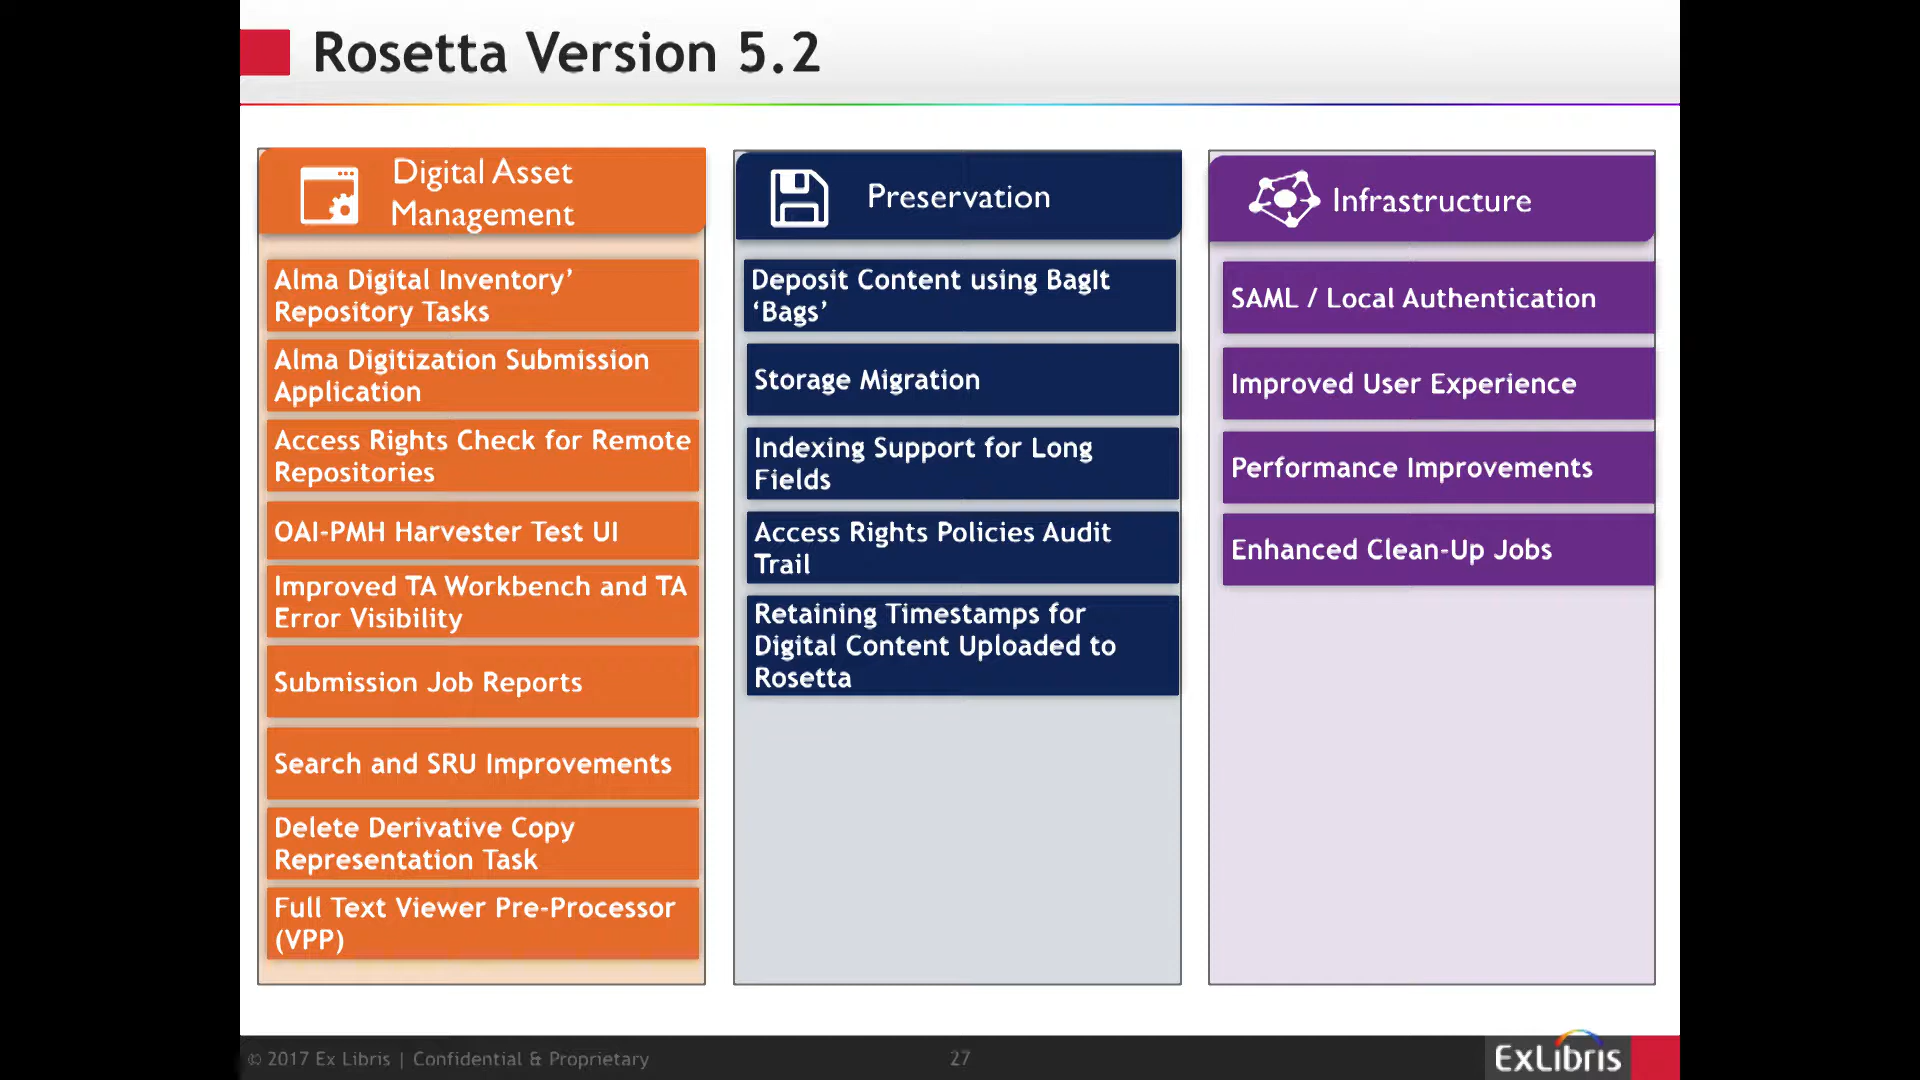 Rosetta Version 5.2
Digital Asset
Management
Alma Digital Inventory’
Repository Tasks
Alma Digitization Submission
Application
Access Rights Check for Remote
Repositories
OAI-PMH Harvester Test UI
Improved TA Workbench and TA
Error Visibility
Submission Job Reports
Search and SRU Improvements
Delete Derivative Copy
Representation Task
Full Text Viewer Pre-Processor
(VPP)
Preservation
Deposit Content using BagIt
‘Bags’
Storage Migration
Indexing Support for Long
Fields
Access Rights Policies Audit
Trail
Retaining Timestamps for
Digital Content Uploaded to
Rosetta
Infrastructure
SAML / Local Authentication
Improved User Experience
Performance Improvements
Enhanced Clean-Up Jobs
© 2017 Ex Libris | Confidential & Proprietary
27
ExLibris